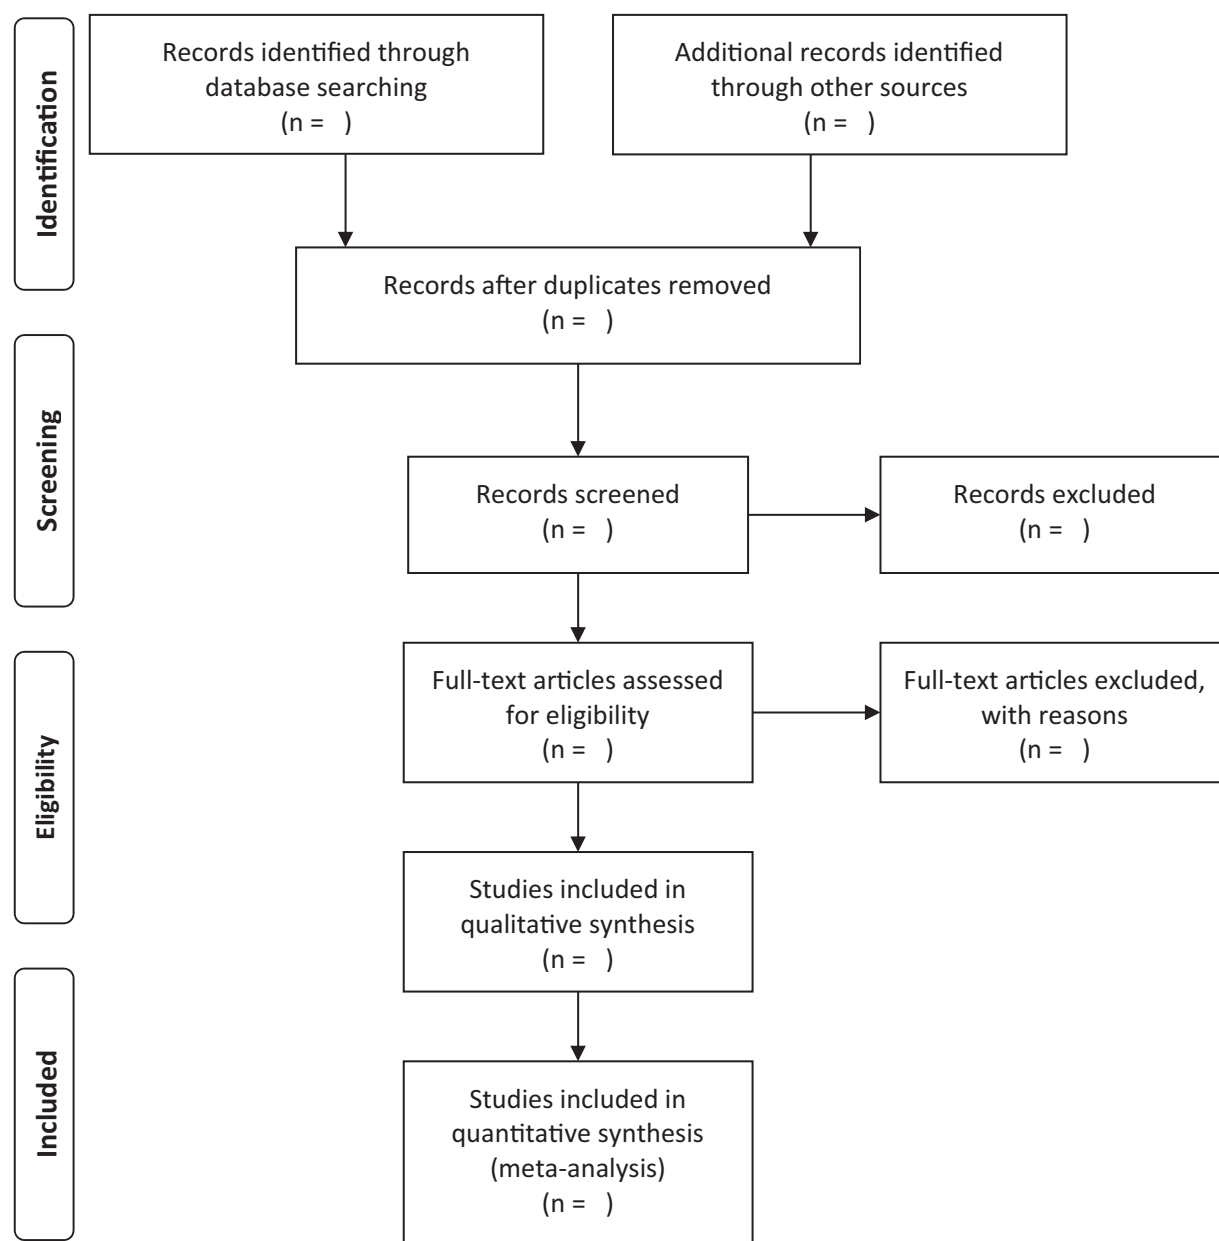 Identification
Records identified through
database searching
(n =   )
Additional records identified
through other sources
(n =   )
Records after duplicates removed
(n =   )
Screening
Records screened
(n =   )
Records excluded
(n =   )
Eligibility
Full-text articles assessed
for eligibility
(n =   )
Full-text articles excluded,
with reasons
(n =   )
Studies included in
qualitative synthesis
(n =   )
Included
Studies included in
quantitative synthesis
(meta-analysis)
(n =   )